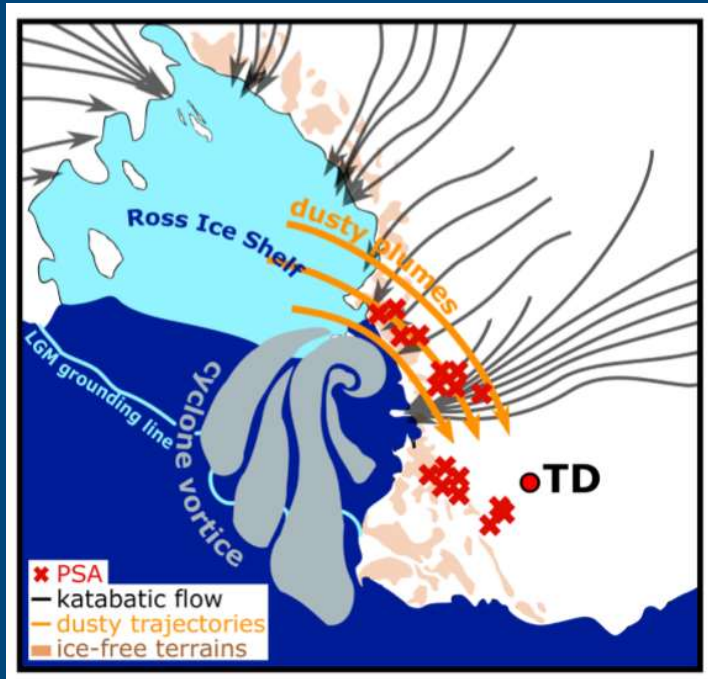 Ross Ice Shelf
dusty plumes
LGM grounding line
cyclone vortice
TD
PSA
katabatic flow
dusty trajectories
ice-free terrains